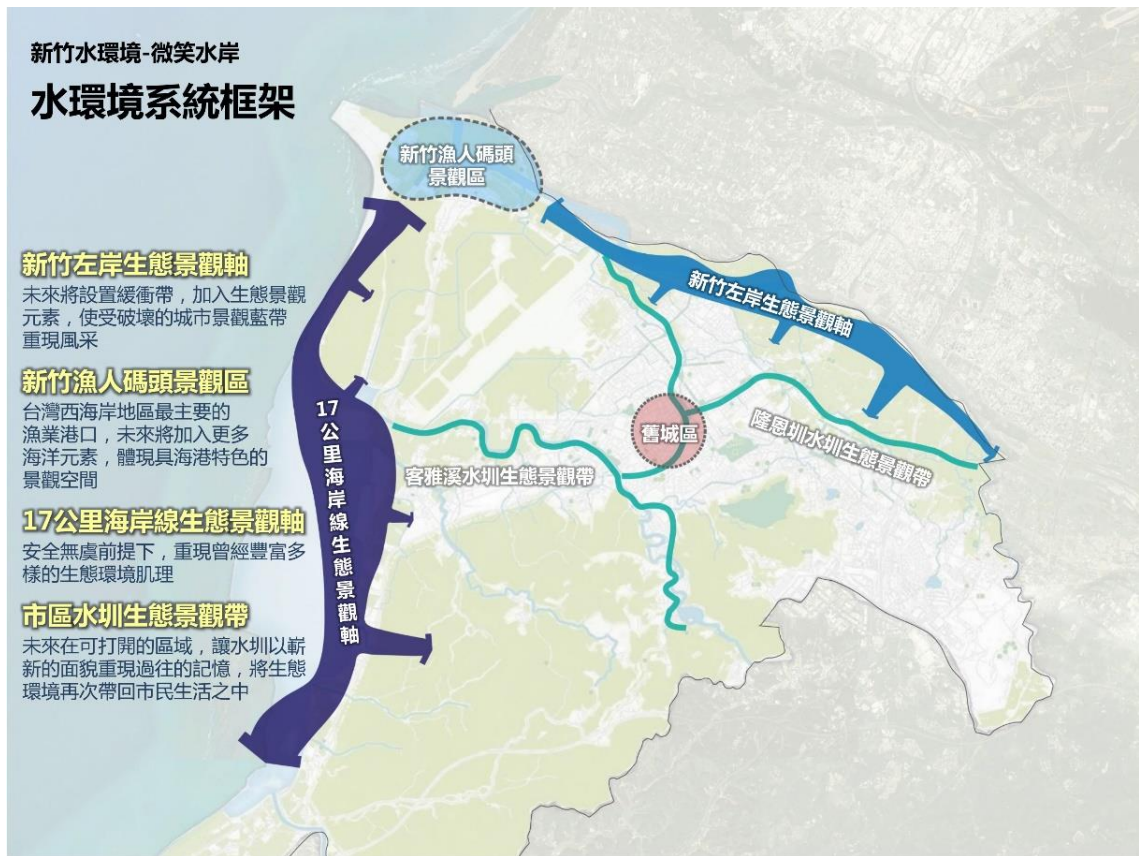 新竹水環境-微笑水岸
水環境系統框架
新竹漁人碼頭
景觀區
新竹左岸生態景觀軸
17公里海岸線生態景觀軸
舊城區
隆恩圳水圳生態景觀帶
客雅溪水圳生態景觀帶
新竹左岸生態景觀軸
未來將設置緩衝帶，加入生態景觀
元素，使受破壞的城市景觀藍帶
重現風采
新竹漁人碼頭景觀區
台灣西海岸地區最主要的
漁業港口，未來將加入更多
海洋元素，體現具海港特色的
景觀空間
17公里海岸線生態景觀軸
安全無虞前提下，重現曾經豐富多
樣的生態環境肌理
市區水圳生態景觀帶
未來在可打開的區域，讓水圳以嶄
新的面貌重現過往的記憶，將生態
環境再次帶回市民生活之中